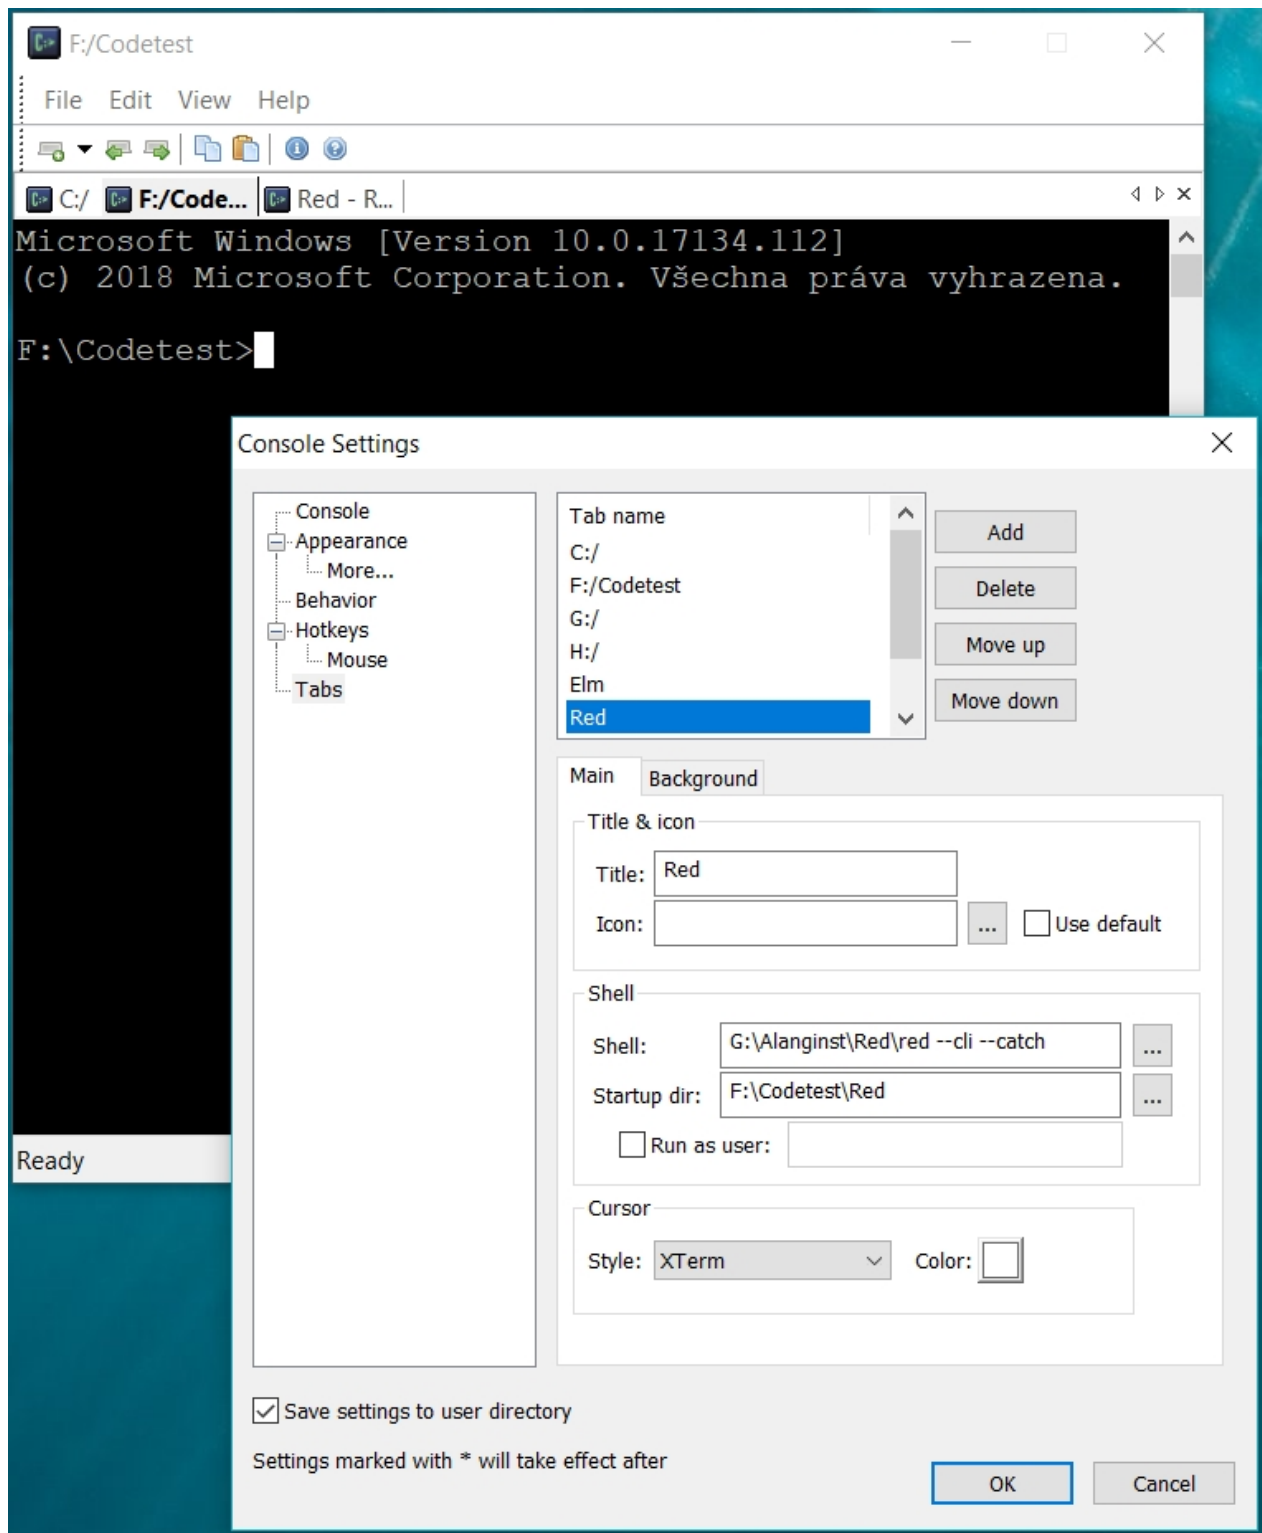 F:/Codetest
File Edit View Help
C:/ F:/Code... Red - R...
Microsoft Windows [Version 10.0.17134.112]
(c) 2018 Microsoft Corporation. Všechna práva vyhrazena.
F:\Codetest>
Console Settings
Console
Appearance
More...
Behavior
Hotkeys
Mouse
Tabs
Tab name
C:/
F:/Codetest
G:/
H:/
Elm
Red
Add
Delete
Move up
Move down
Main Background
Title & icon
Title: Red
Icon: ... Use default
Shell
Shell: G:\Alanginst\Red\red --cli --catch ...
Startup dir: F:\Codetest\Red ...
Run as user:
Cursor
Style: XTerm Color:
Ready
Save settings to user directory
Settings marked with * will take effect after
OK Cancel